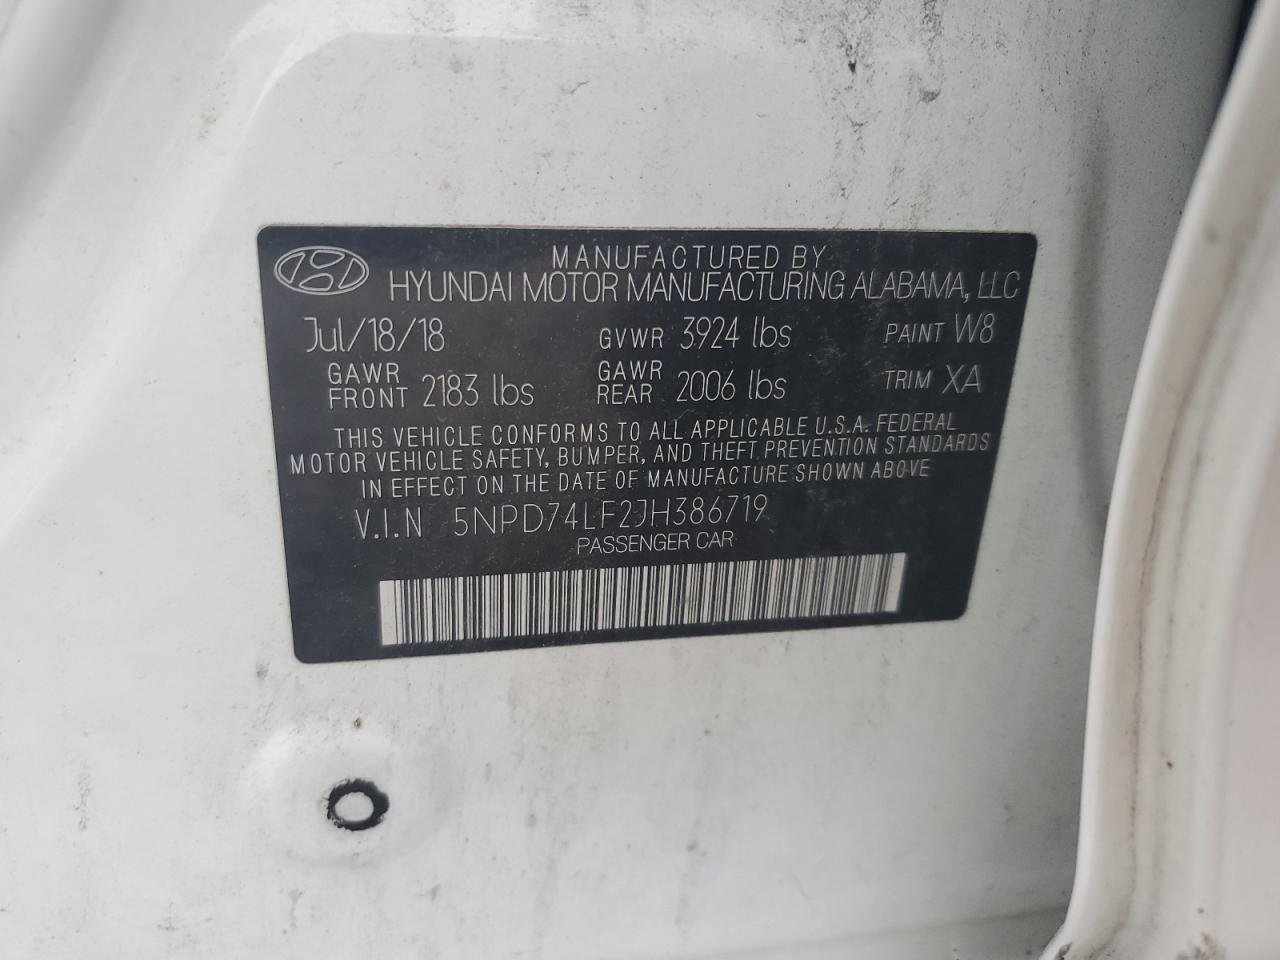 MANUFACTURED BY
HYUNDAI MOTOR MANUFACTURING ALABAMA, LLC
Jul/18/18 GVWR 3924 lbs PAINT W8
GAWR FRONT 2183 lbs GAWR REAR 2006 lbs TRIM XA
THIS VEHICLE CONFORMS TO ALL APPLICABLE U.S.A. FEDERAL
MOTOR VEHICLE SAFETY, BUMPER, AND THEFT PREVENTION STANDARDS
IN EFFECT ON THE DATE OF MANUFACTURE SHOWN ABOVE
V.I.N 5NPD74LF2JH386719
PASSENGER CAR